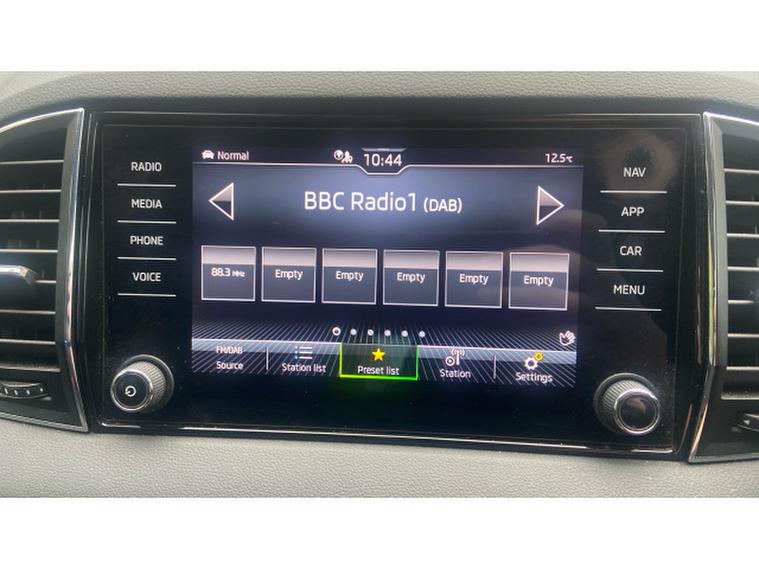 RADIO
MEDIA
PHONE
VOICE
Normal
10:44
12.5°C
BBC Radio1 (DAB)
88.3 MHz
Empty
Empty
Empty
Empty
Empty
FM/DAB
Source
Station list
Preset list
Station
Settings
NAV
APP
CAR
MENU